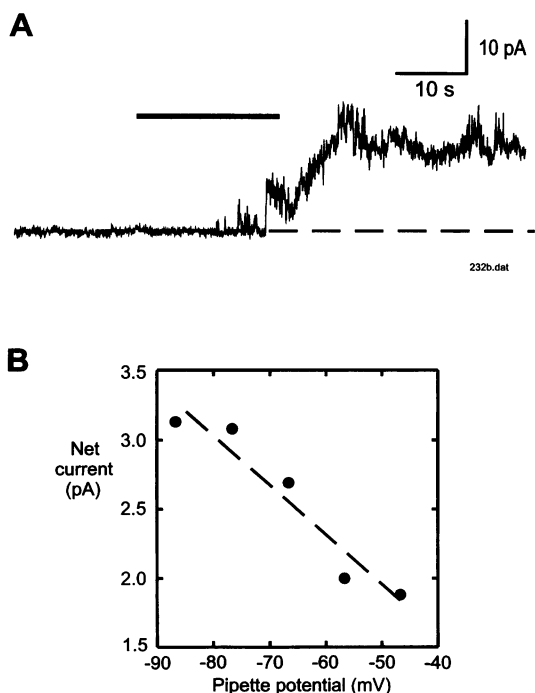 A
10 pA
10 s
232b.dat
B
3.5
3.0
2.5
2.0
1.5
Net
current
(pA)
-90 -80 -70 -60 -50 -40
Pipette potential (mV)